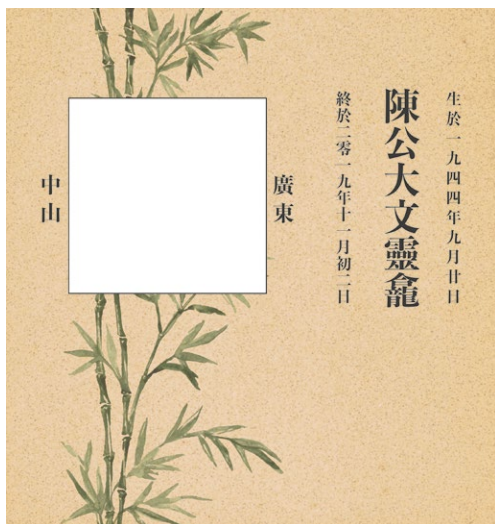 生於一九四四年九月廿日
陳公大文靈龕
終於二零一九年十一月初二日
廣東
中山